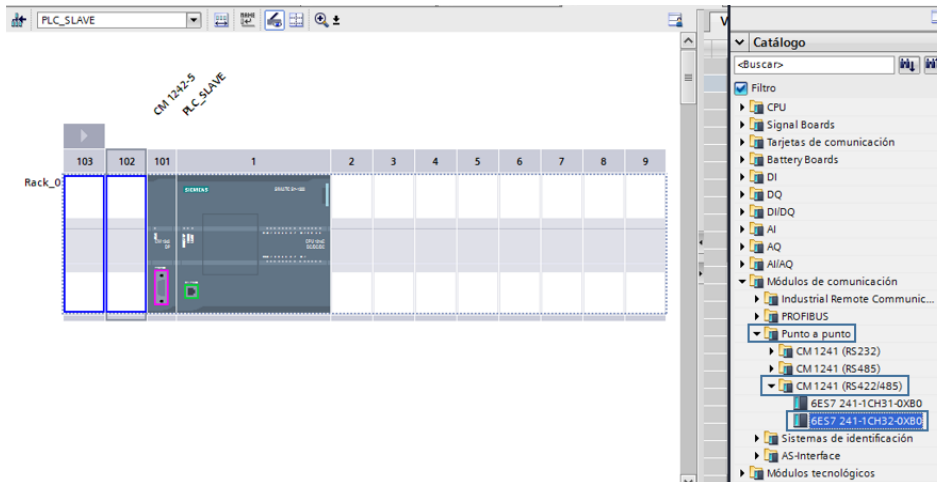 PLC_SLAVE
CM 1242-5
PLC_SLAVE
103 102 101 1 2 3 4 5 6 7 8 9
Rack_0
SIEMENS
V
Catálogo
<Buscar>
Filtro
CPU
Signal Boards
Tarjetas de comunicación
Battery Boards
DI
DQ
DI/DQ
AI
AQ
AI/AQ
Módulos de comunicación
Industrial Remote Communic...
PROFIBUS
Punto a punto
CM 1241 (RS232)
CM 1241 (RS485)
CM 1241 (RS422/485)
6ES7 241-1CH31-0XB0
6ES7 241-1CH32-0XB0
Sistemas de identificación
AS-Interface
Módulos tecnológicos